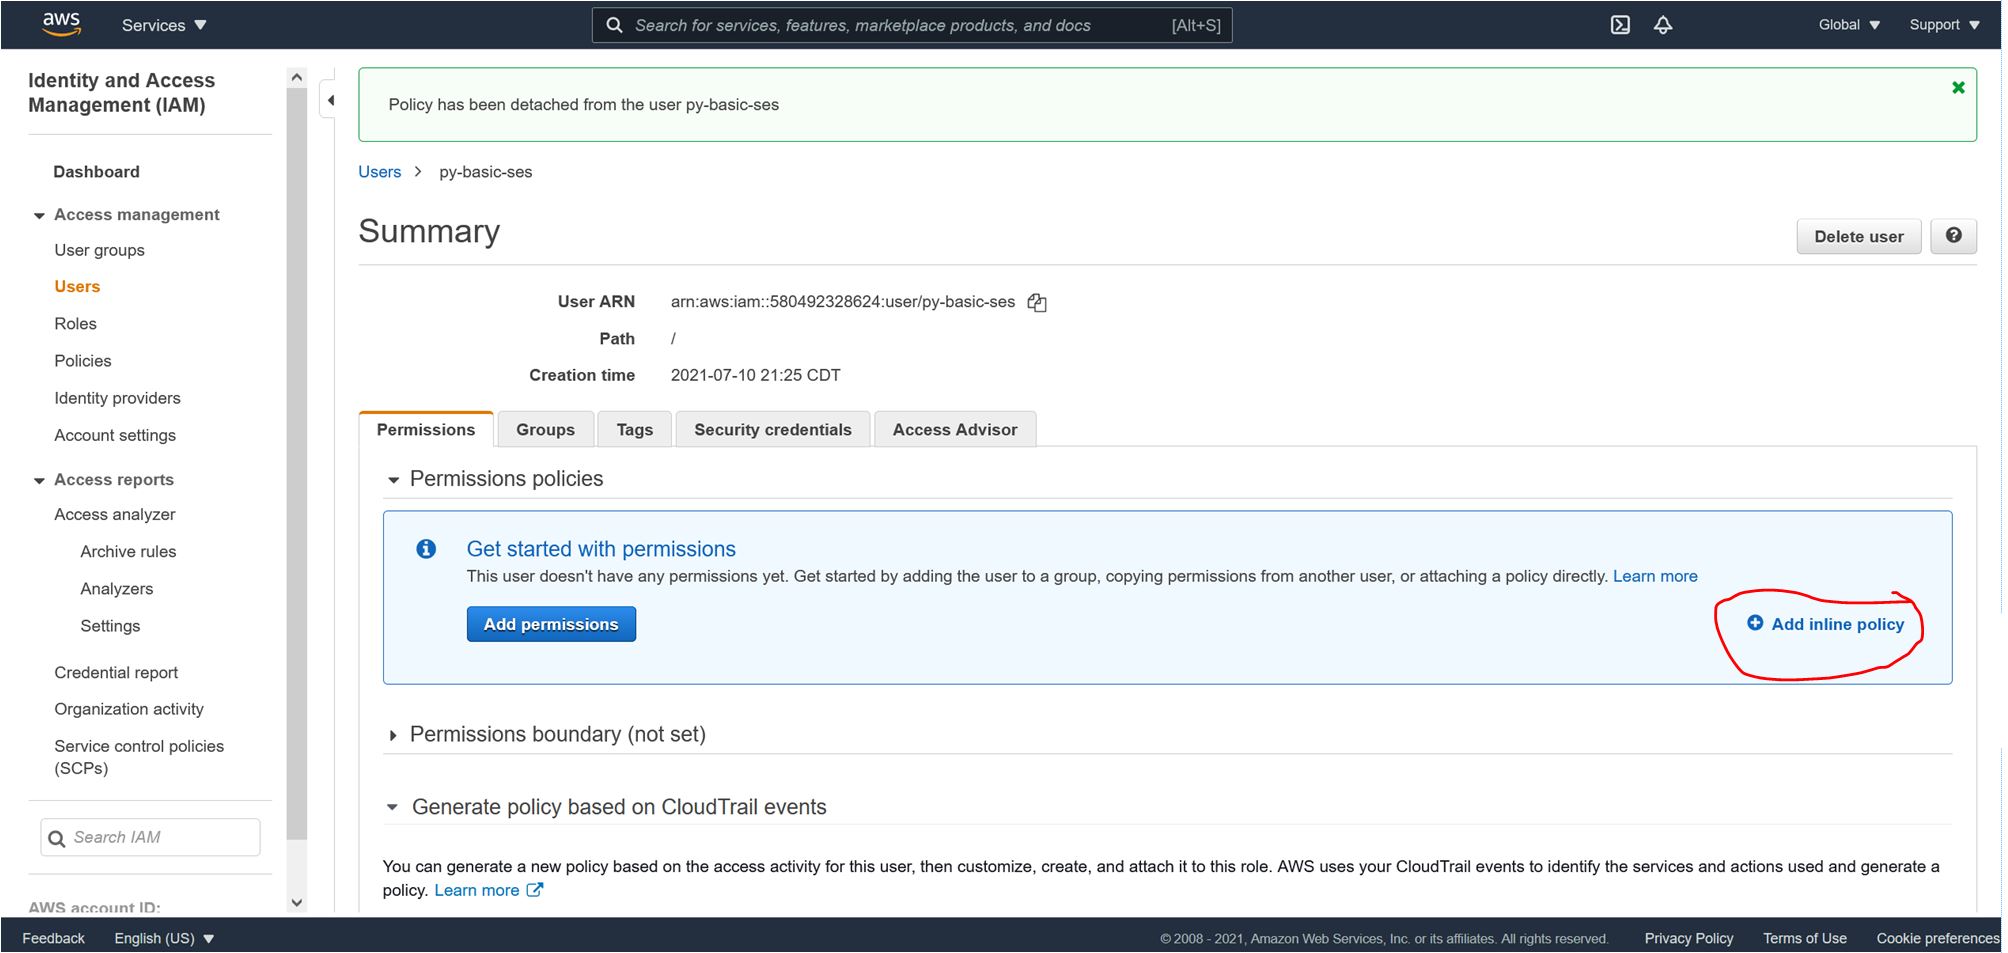 aws
Services
Search for services, features, marketplace products, and docs [Alt+S]
Global
Support
Identity and Access
Management (IAM)
Dashboard
Access management
User groups
Users
Roles
Policies
Identity providers
Account settings
Access reports
Access analyzer
Archive rules
Analyzers
Settings
Credential report
Organization activity
Service control policies
(SCPs)
Search IAM
AWS account ID:
Policy has been detached from the user py-basic-ses
Users > py-basic-ses
Summary
Delete user
?
User ARN arn:aws:iam::580492328624:user/py-basic-ses
Path /
Creation time 2021-07-10 21:25 CDT
Permissions
Groups
Tags
Security credentials
Access Advisor
Permissions policies
Get started with permissions
This user doesn't have any permissions yet. Get started by adding the user to a group, copying permissions from another user, or attaching a policy directly. Learn more
Add permissions
Add inline policy
Permissions boundary (not set)
Generate policy based on CloudTrail events
You can generate a new policy based on the access activity for this user, then customize, create, and attach it to this role. AWS uses your CloudTrail events to identify the services and actions used and generate a
policy. Learn more
Feedback
English (US)
© 2008 - 2021, Amazon Web Services, Inc. or its affiliates. All rights reserved.
Privacy Policy
Terms of Use
Cookie preferences